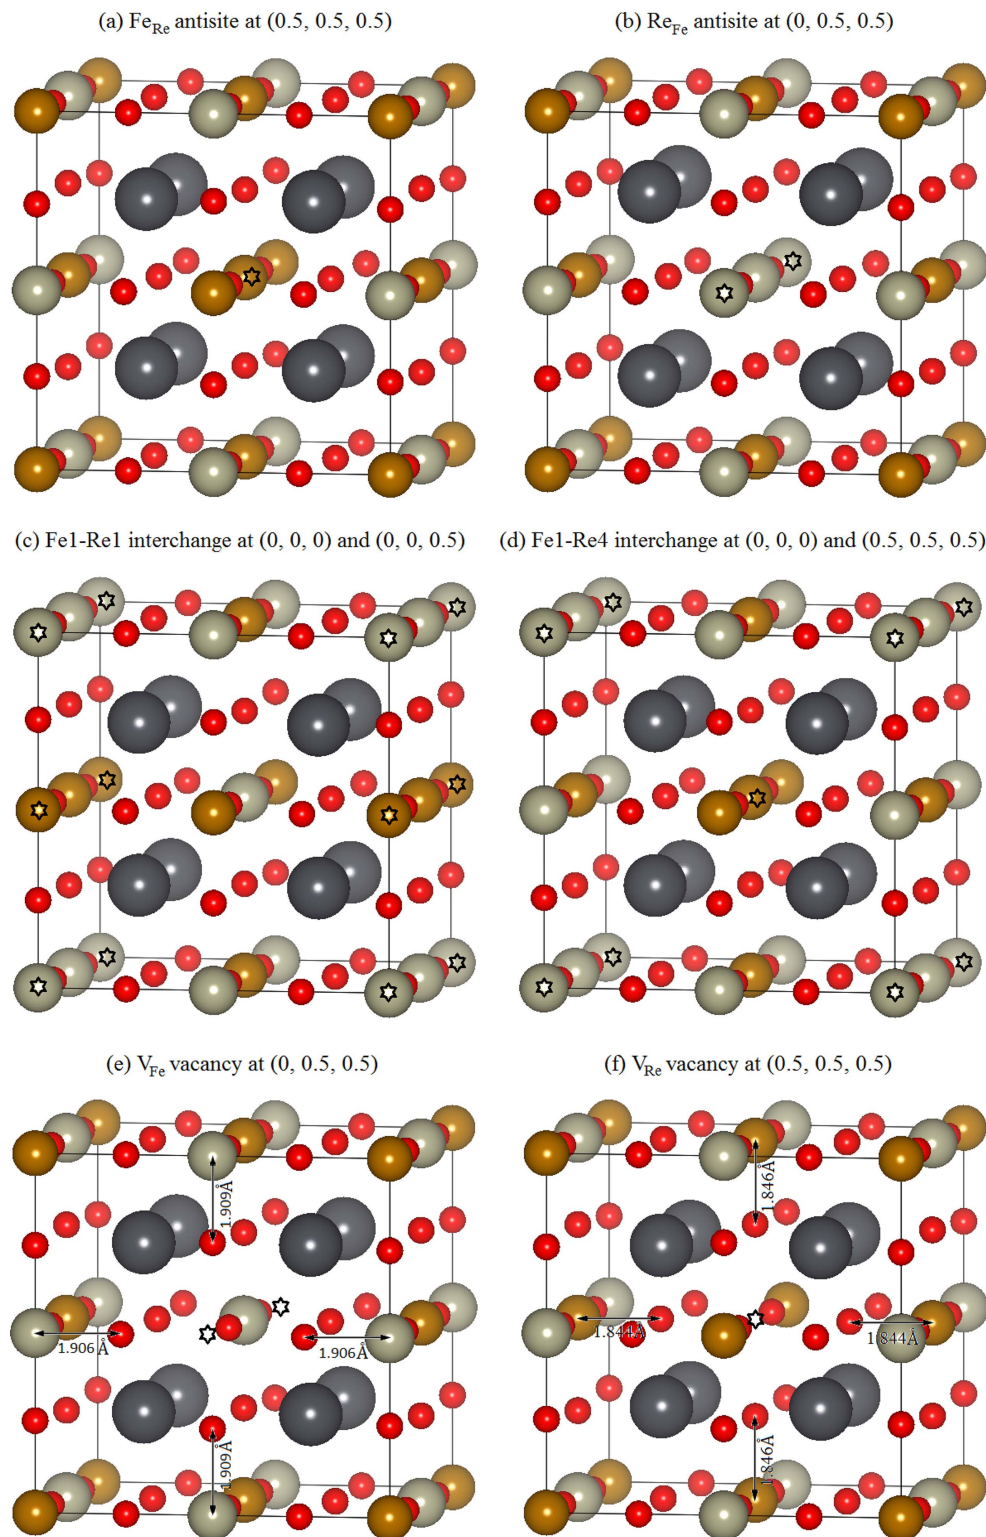 (a) FeRe antisite at (0.5, 0.5, 0.5)
(b) ReFe antisite at (0, 0.5, 0.5)
(c) Fe1-Re1 interchange at (0, 0, 0) and (0, 0, 0.5)
(d) Fe1-Re4 interchange at (0, 0, 0) and (0.5, 0.5, 0.5)
(e) VFe vacancy at (0, 0.5, 0.5)
(f) VRe vacancy at (0.5, 0.5, 0.5)
1.909Å
1.906Å
1.906Å
1.909Å
1.846Å
1.844Å
1.844Å
1.846Å